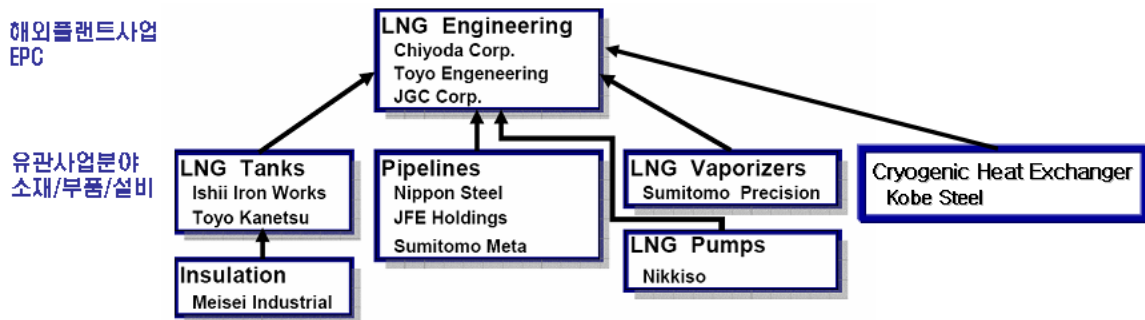 해외플랜트사업
EPC
LNG Engineering
Chiyoda Corp.
Toyo Engeneering
JGC Corp.
유관사업분야
소재/부품/설비
LNG Tanks
Ishii Iron Works
Toyo Kanetsu
Pipelines
Nippon Steel
JFE Holdings
Sumitomo Meta
LNG Vaporizers
Sumitomo Precision
Cryogenic Heat Exchanger
Kobe Steel
LNG Pumps
Nikkiso
Insulation
Meisei Industrial